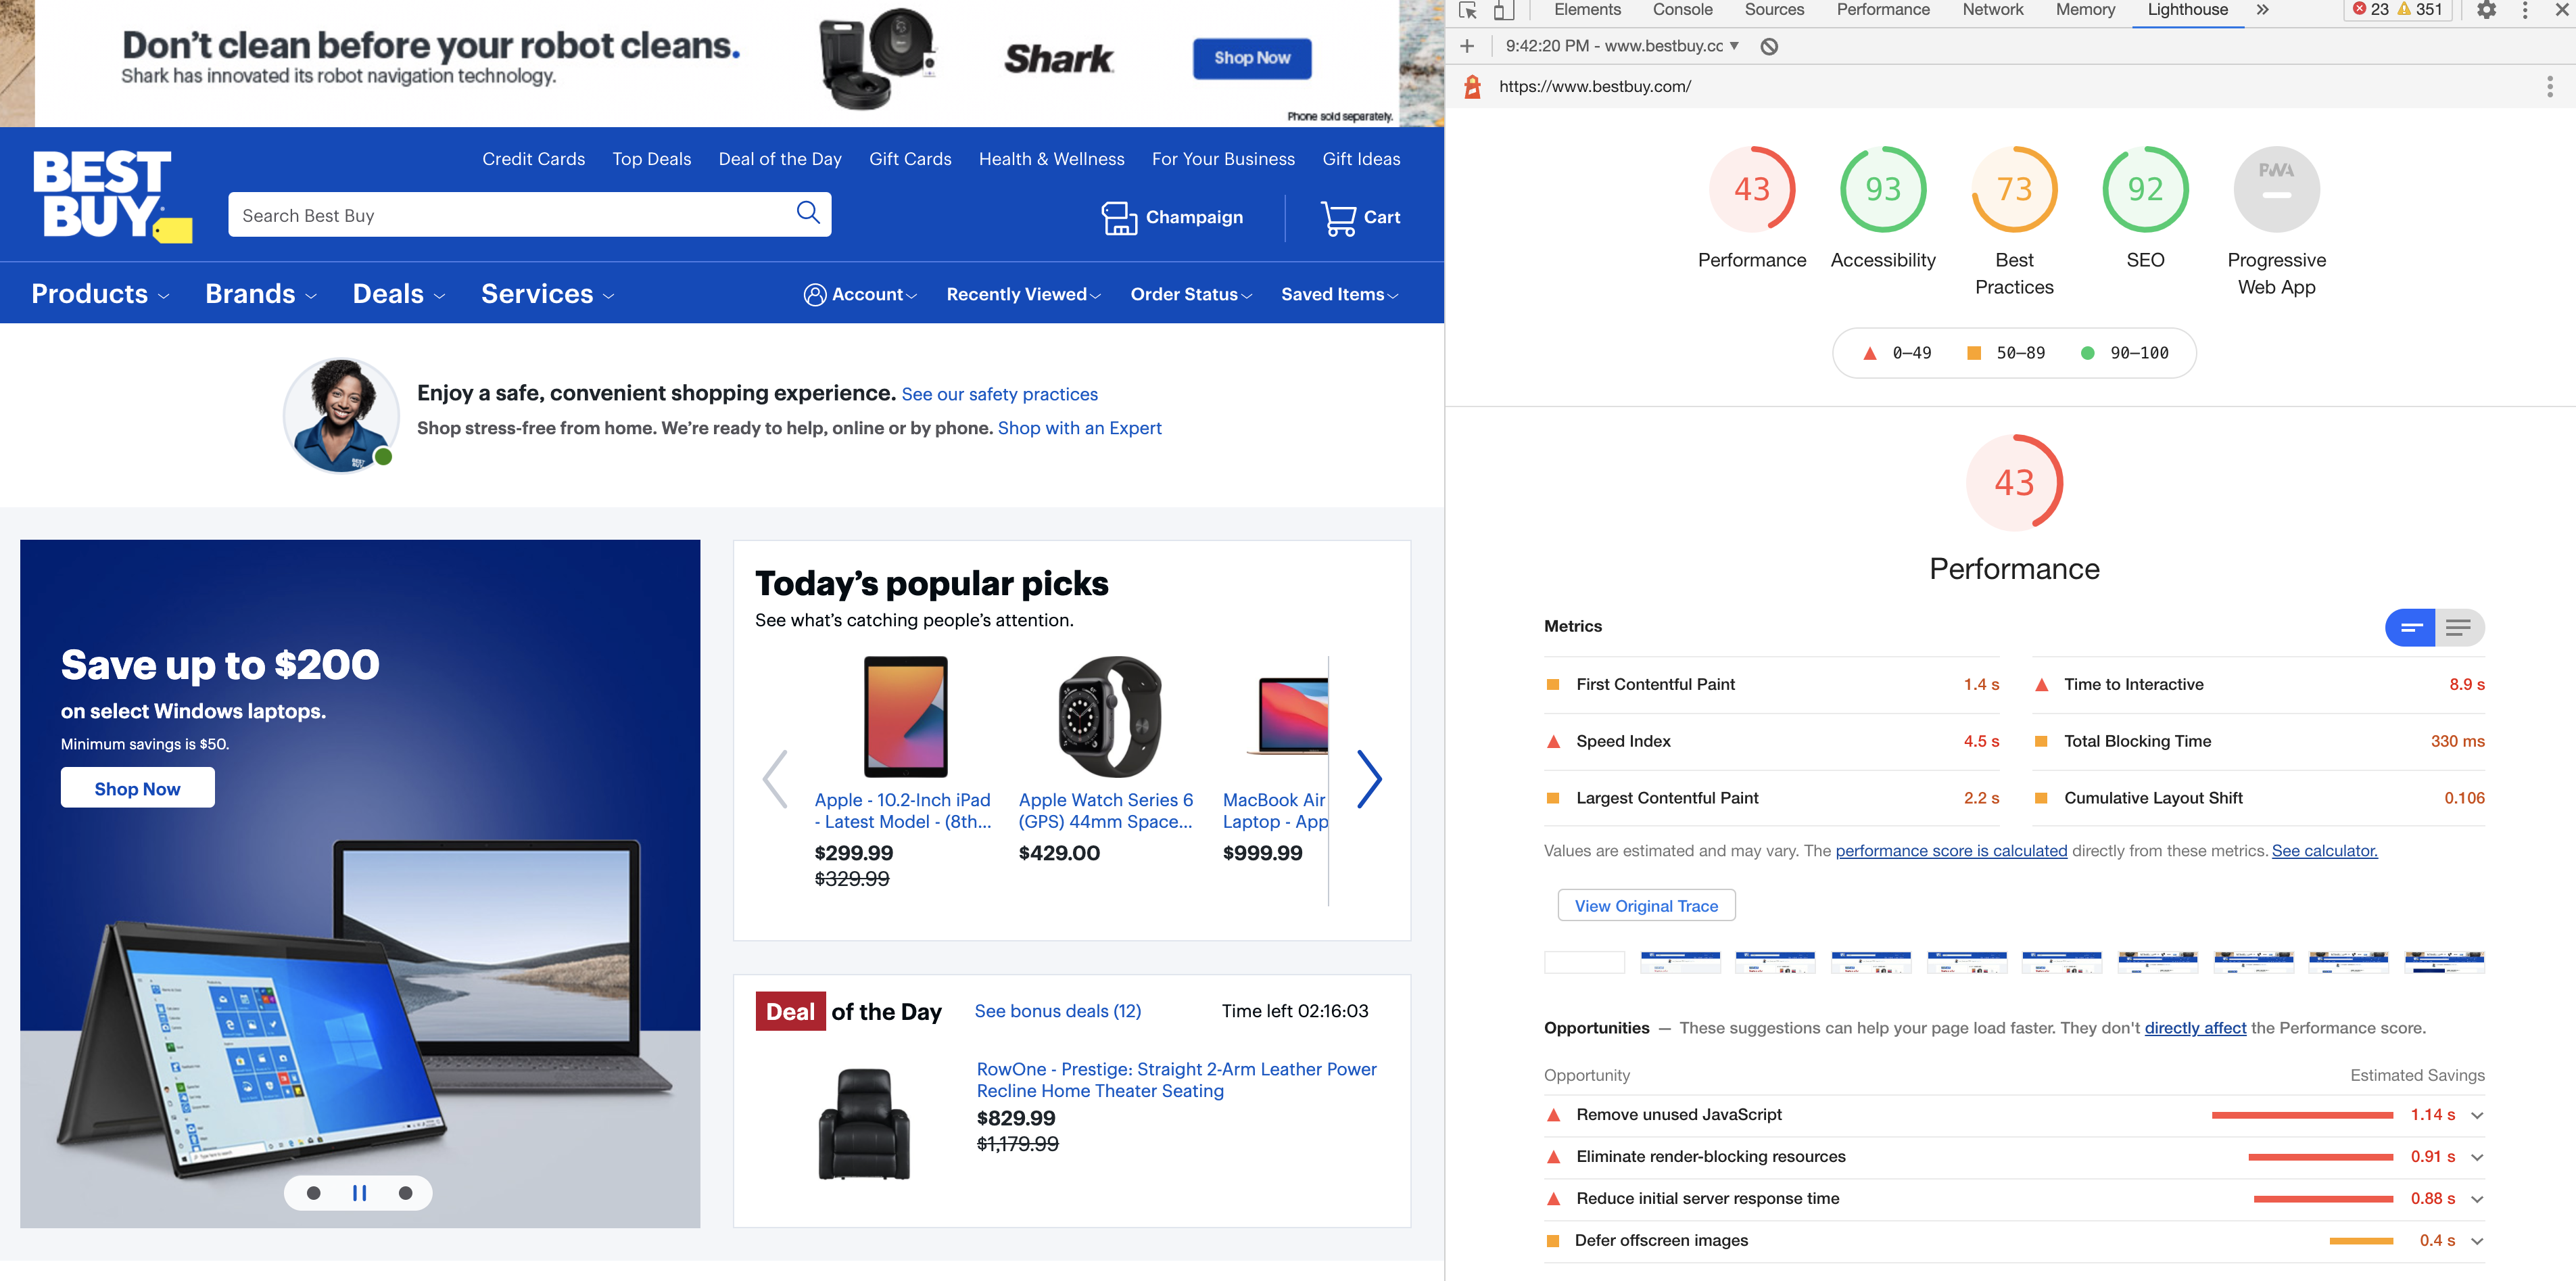 Don’t clean before your robot cleans.
Shark has innovated its robot navigation technology.
Shark
Shop Now
Phone sold separately.
BEST
BUY
Credit Cards Top Deals Deal of the Day Gift Cards Health & Wellness For Your Business Gift Ideas
Search Best Buy
Champaign
Cart
Products Brands Deals Services
Account Recently Viewed Order Status Saved Items
Enjoy a safe, convenient shopping experience. See our safety practices
Shop stress-free from home. We’re ready to help, online or by phone. Shop with an Expert
Save up to $200
on select Windows laptops.
Minimum savings is $50.
Shop Now
Today’s popular picks
See what’s catching people’s attention.
Apple - 10.2-Inch iPad
- Latest Model - (8th...
$299.99
$329.99
Apple Watch Series 6
(GPS) 44mm Space...
$429.00
MacBook Air
Laptop - App
$999.99
Deal of the Day
See bonus deals (12)
Time left 02:16:03
RowOne - Prestige: Straight 2-Arm Leather Power
Recline Home Theater Seating
$829.99
$1,179.99
Elements Console Sources Performance Network Memory Lighthouse » 23 351
9:42:20 PM - www.bestbuy.cc
https://www.bestbuy.com/
43 Performance
93 Accessibility
73 Best
Practices
92 SEO
PWA
Progressive
Web App
0–49 50–89 90–100
43
Performance
Metrics
First Contentful Paint 1.4 s
Time to Interactive 8.9 s
Speed Index 4.5 s
Total Blocking Time 330 ms
Largest Contentful Paint 2.2 s
Cumulative Layout Shift 0.106
Values are estimated and may vary. The performance score is calculated directly from these metrics. See calculator.
View Original Trace
Opportunities — These suggestions can help your page load faster. They don't directly affect the Performance score.
Opportunity Estimated Savings
Remove unused JavaScript 1.14 s
Eliminate render-blocking resources 0.91 s
Reduce initial server response time 0.88 s
Defer offscreen images 0.4 s